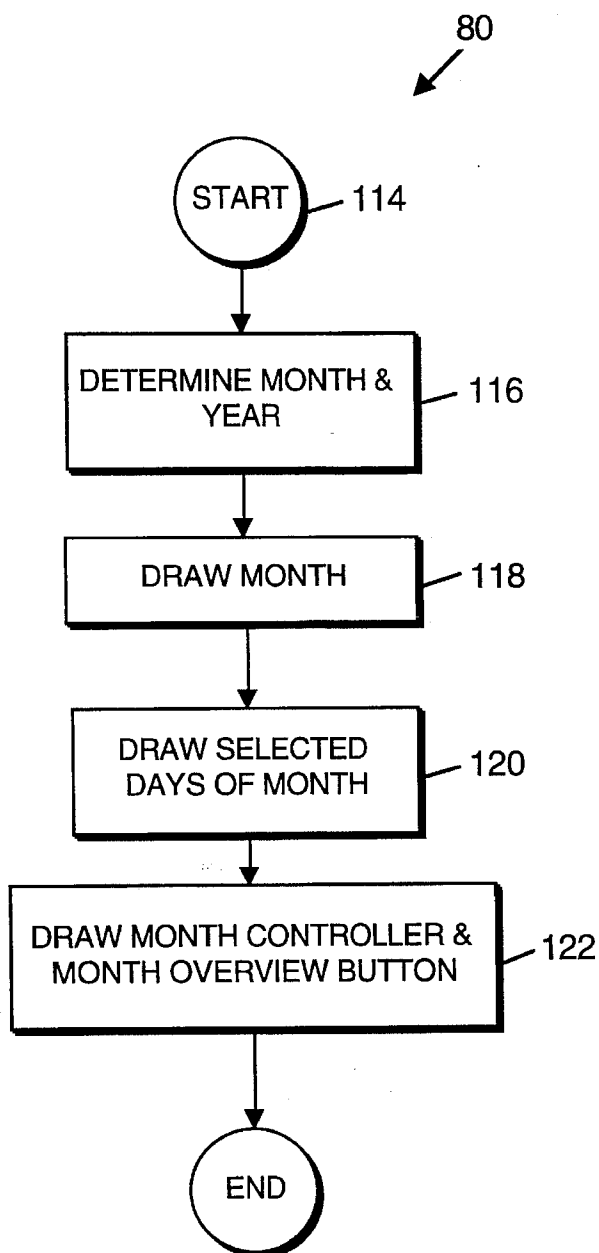 80
START
114
DETERMINE MONTH &
YEAR
116
DRAW MONTH
118
DRAW SELECTED
DAYS OF MONTH
120
DRAW MONTH CONTROLLER &
MONTH OVERVIEW BUTTON
122
END